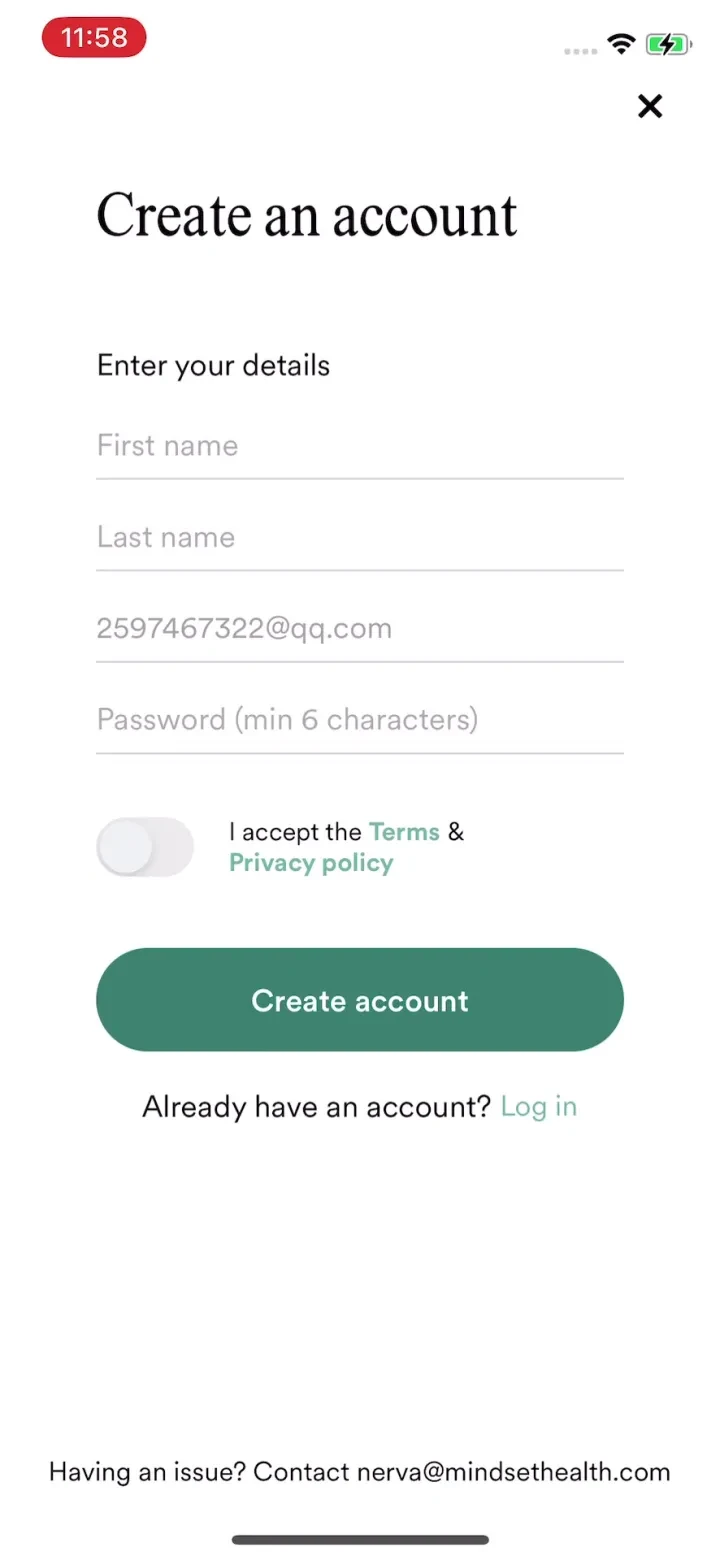 11:58
Create an account
Enter your details
First name
Last name
2597467322@qq.com
Password (min 6 characters)
I accept the Terms &
Privacy policy
Create account
Already have an account? Log in
Having an issue? Contact nerva@mindsethealth.com